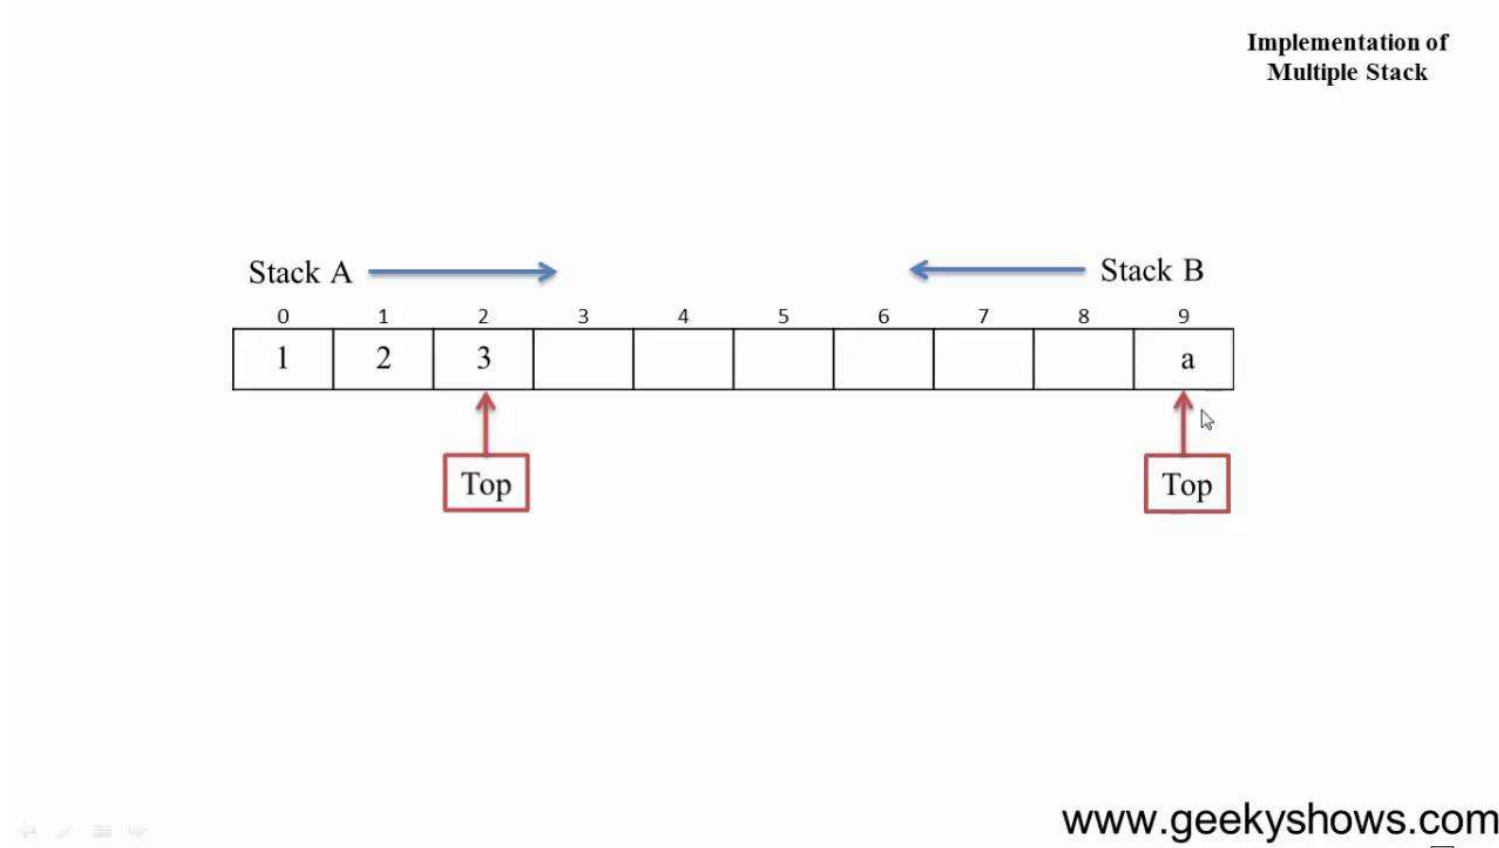 Implementation of
Multiple Stack
Stack A
Stack B
0 1 2 3 4 5 6 7 8 9
1 2 3 a
Top Top
www.geekyshows.com